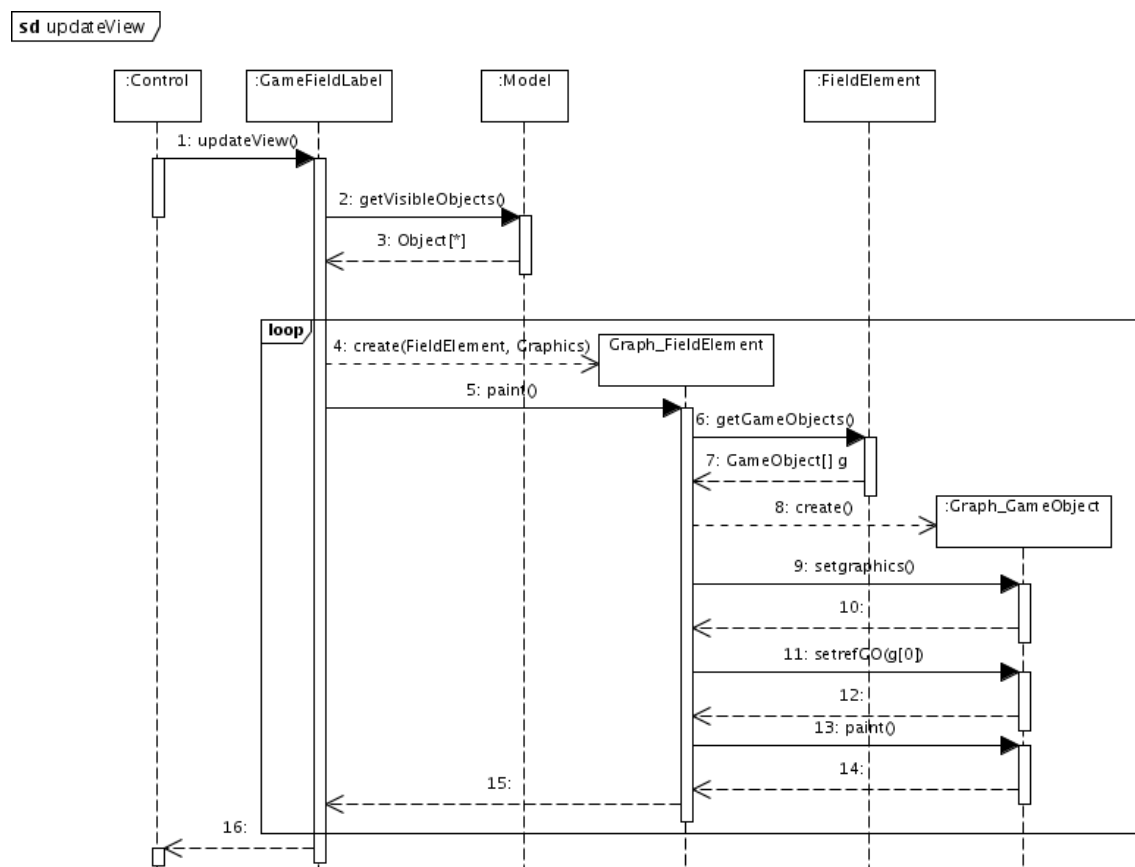 sd updateView
:Control
:GameFieldLabel
:Model
:FieldElement
1: updateView()
2: getVisibleObjects()
3: Object[*]
loop
4: create(FieldElement, Graphics)
Graph_FieldElement
5: paint()
6: getGameObjects()
7: GameObject[] g
8: create()
:Graph_GameObject
9: setgraphics()
10:
11: setrefGO(g[0])
12:
13: paint()
14:
15:
16: